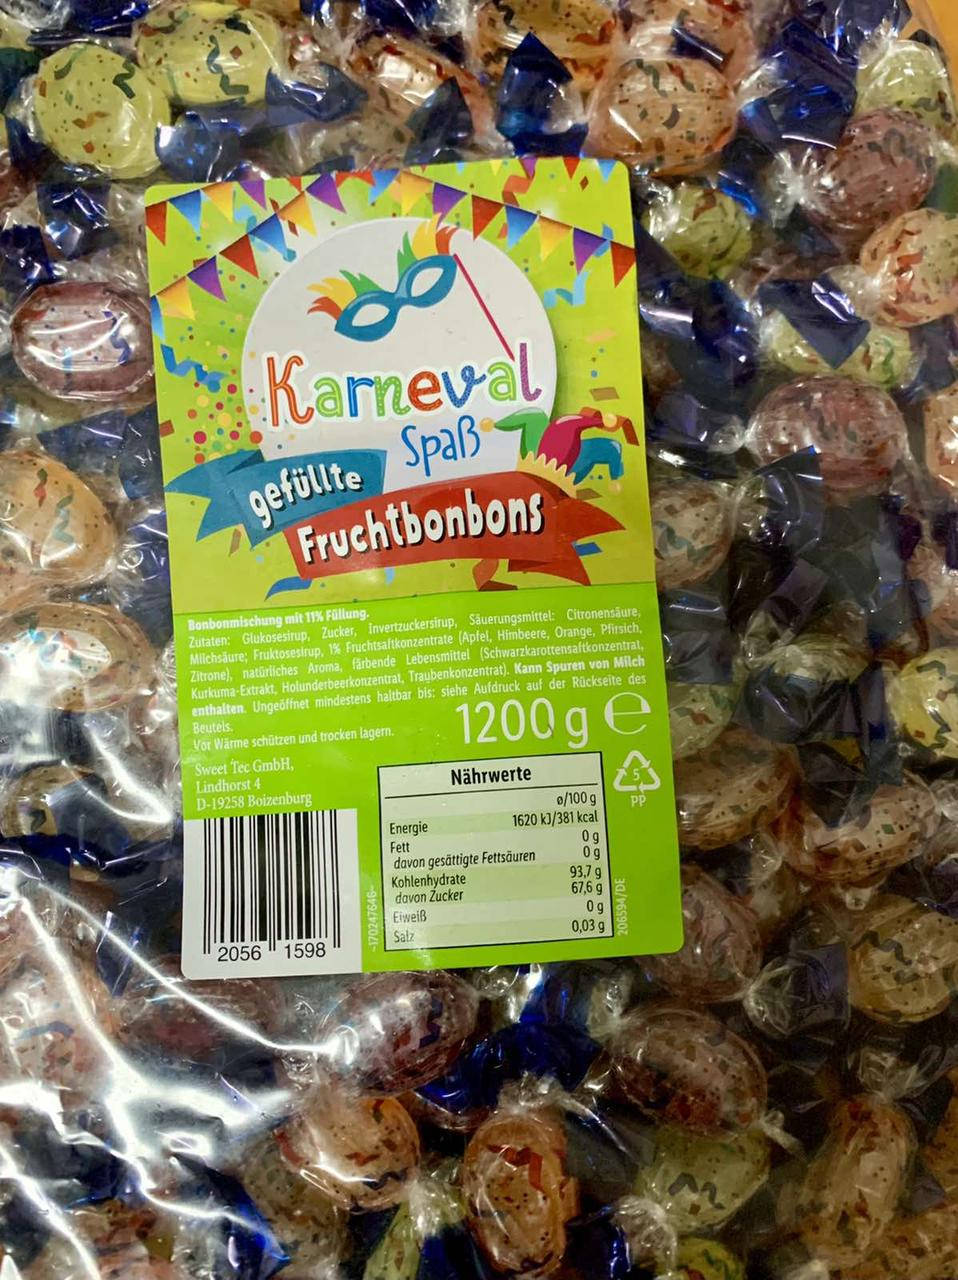 Karneval
Spaß
gefüllte
Fruchtbonbons
Bonbonmischung mit 11% Füllung.
Zutaten: Glukosesirup, Zucker, Invertzuckersirup, Säuerungsmittel: Citronensäure,
Milchsäure; Fruktosesirup, 1% Fruchtsaftkonzentrate (Apfel, Himbeere, Orange, Pfirsich,
Zitrone), natürliches Aroma, färbende Lebensmittel (Schwarzkarottensaftkonzentrat,
Kurkuma-Extrakt, Holunderbeerkonzentrat, Traubenkonzentrat). Kann Spuren von Milch
enthalten. Ungeöffnet mindestens haltbar bis: siehe Aufdruck auf der Rückseite des
Beutels.
Vor Wärme schützen und trocken lagern.
1200 g e
Sweet Tec GmbH,
Lindhorst 4
D-19258 Boizenburg
Nährwerte
ø/100 g
Energie 1620 kJ/381 kcal
Fett 0 g
davon gesättigte Fettsäuren 0 g
Kohlenhydrate 93,7 g
davon Zucker 67,6 g
Eiweiß 0 g
Salz 0,03 g
5
PP
2056 1598
-170247646-
206594/DE